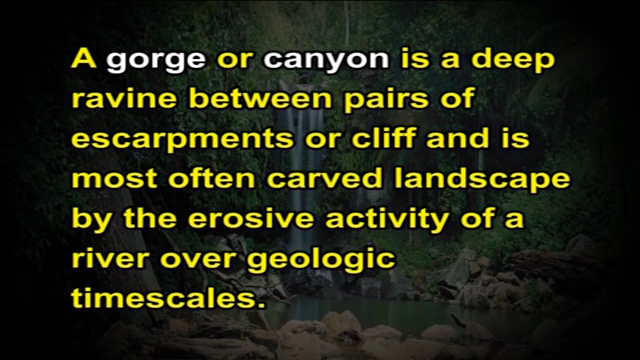 A gorge or canyon is a deep
ravine between pairs of
escarpments or cliff and is
most often carved landscape
by the erosive activity of a
river over geologic
timescales.